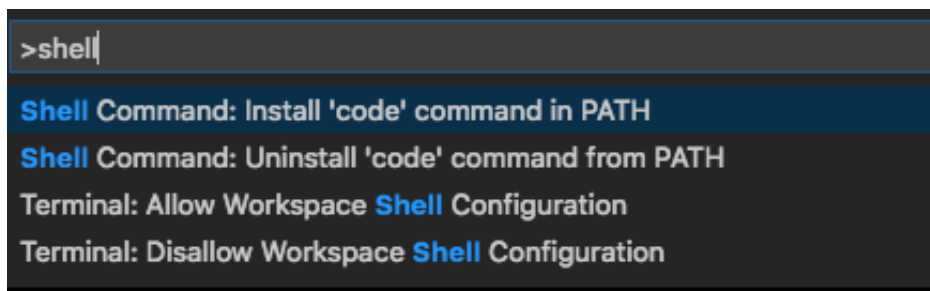 >shell
Shell Command: Install 'code' command in PATH
Shell Command: Uninstall 'code' command from PATH
Terminal: Allow Workspace Shell Configuration
Terminal: Disallow Workspace Shell Configuration